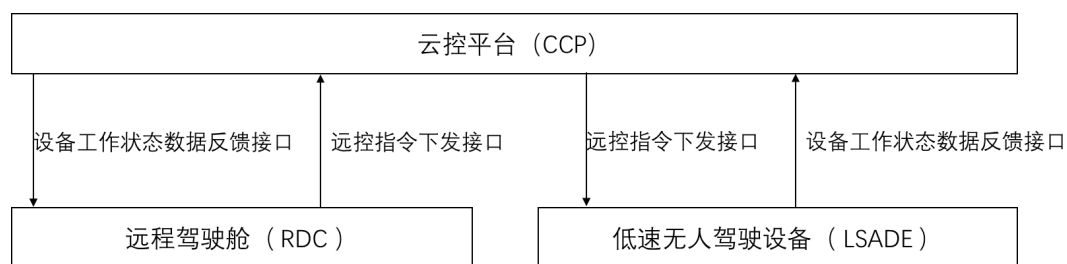 云控平台（CCP）
设备工作状态数据反馈接口
远控指令下发接口
远控指令下发接口
设备工作状态数据反馈接口
远程驾驶舱（RDC）
低速无人驾驶设备（LSADE）